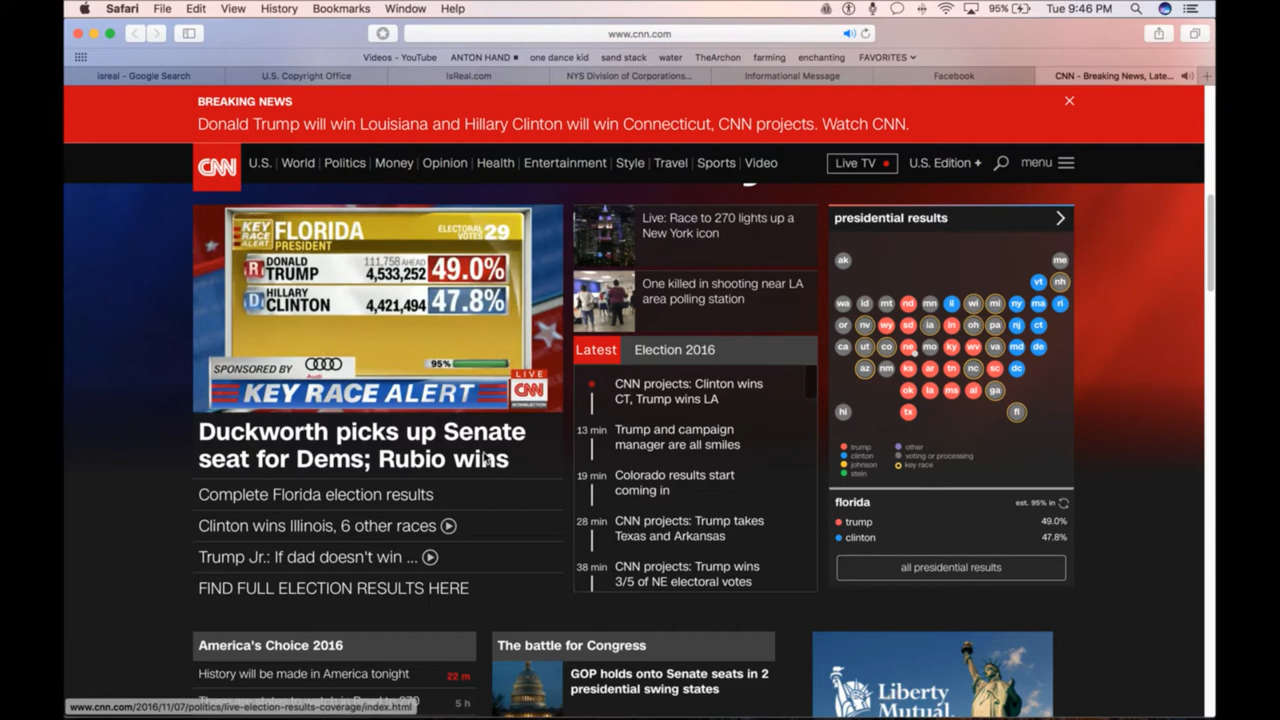 Safari File Edit View History Bookmarks Window Help
95% Tue 9:46 PM
www.cnn.com
Videos - YouTube ANTON HAND one dance kid sand stack water TheArchon farming enchanting FAVORITES
isreal - Google Search U.S. Copyright Office IsReal.com NYS Division of Corporations... Informational Message Facebook CNN - Breaking News, Late...
BREAKING NEWS
Donald Trump will win Louisiana and Hillary Clinton will win Connecticut, CNN projects. Watch CNN.
CNN U.S. World Politics Money Opinion Health Entertainment Style Travel Sports Video Live TV U.S. Edition + menu
KEY RACE ALERT FLORIDA PRESIDENT ELECTORAL VOTES 29
R DONALD TRUMP 111,758 AHEAD 4,533,252 49.0%
D HILLARY CLINTON 4,421,494 47.8%
95%
SPONSORED BY Audi
LIVE
KEY RACE ALERT CNN
#CNNELECTION
Duckworth picks up Senate
seat for Dems; Rubio wins
Complete Florida election results
Clinton wins Illinois, 6 other races
Trump Jr.: If dad doesn't win ...
FIND FULL ELECTION RESULTS HERE
Live: Race to 270 lights up a
New York icon
One killed in shooting near LA
area polling station
Latest Election 2016
CNN projects: Clinton wins
CT, Trump wins LA
13 min Trump and campaign
manager are all smiles
19 min Colorado results start
coming in
28 min CNN projects: Trump takes
Texas and Arkansas
38 min CNN projects: Trump wins
3/5 of NE electoral votes
presidential results
ak me
vt nh
wa id mt nd mn il wi mi ny ma ri
or nv wy sd ia in oh pa nj ct
ca ut co ne mo ky wv va md de
az nm ks ar tn nc sc dc
ok la ms al ga
hi tx fl
trump other
clinton voting or processing
johnson key race
stein
florida est. 95% in
trump 49.0%
clinton 47.8%
all presidential results
America's Choice 2016
History will be made in America tonight 22 m
5 h
The battle for Congress
GOP holds onto Senate seats in 2
presidential swing states
Liberty
Mutual.
www.cnn.com/2016/11/07/politics/live-election-results-coverage/index.html